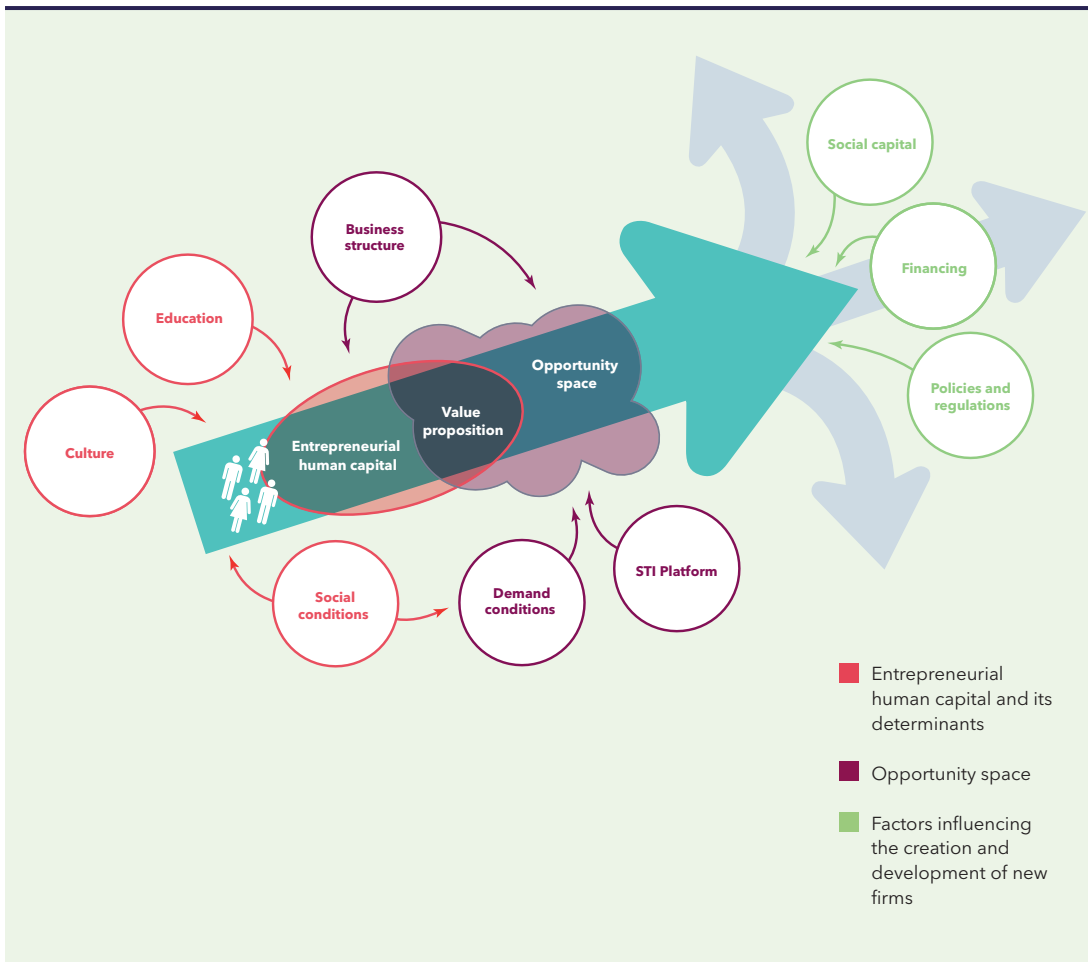 Social capital
Business
structure
Financing
Education
Opportunity
space
Policies and
regulations
Value
proposition
Culture
Entrepreneurial
human capital
STI Platform
Demand
conditions
Social
conditions
Entrepreneurial
human capital and its
determinants
Opportunity space
Factors influencing
the creation and
development of new
firms